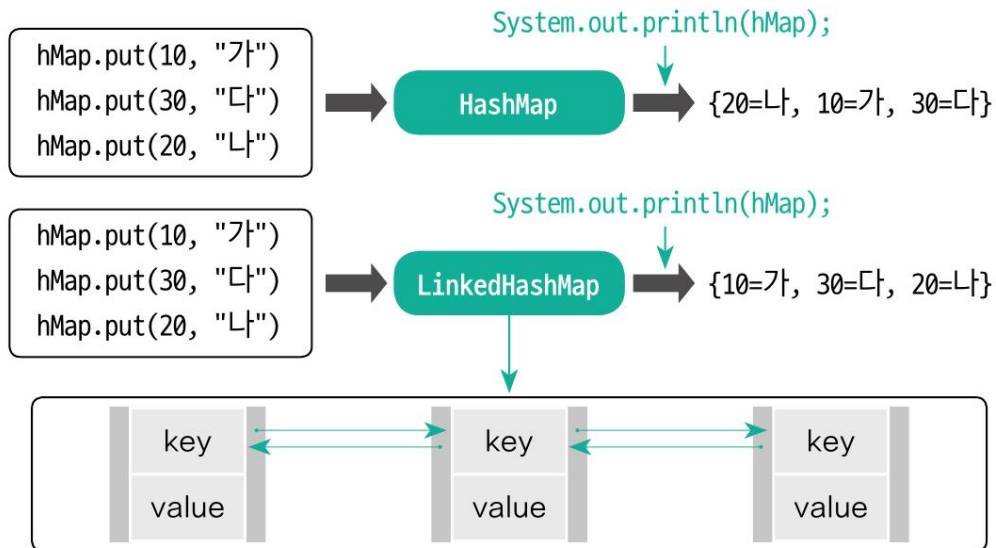 System.out.println(hMap);
hMap.put(10, "가")
hMap.put(30, "다")
hMap.put(20, "나")
HashMap
{20=나, 10=가, 30=다}
System.out.println(hMap);
hMap.put(10, "가")
hMap.put(30, "다")
hMap.put(20, "나")
LinkedHashMap
{10=가, 30=다, 20=나}
key key key
value value value